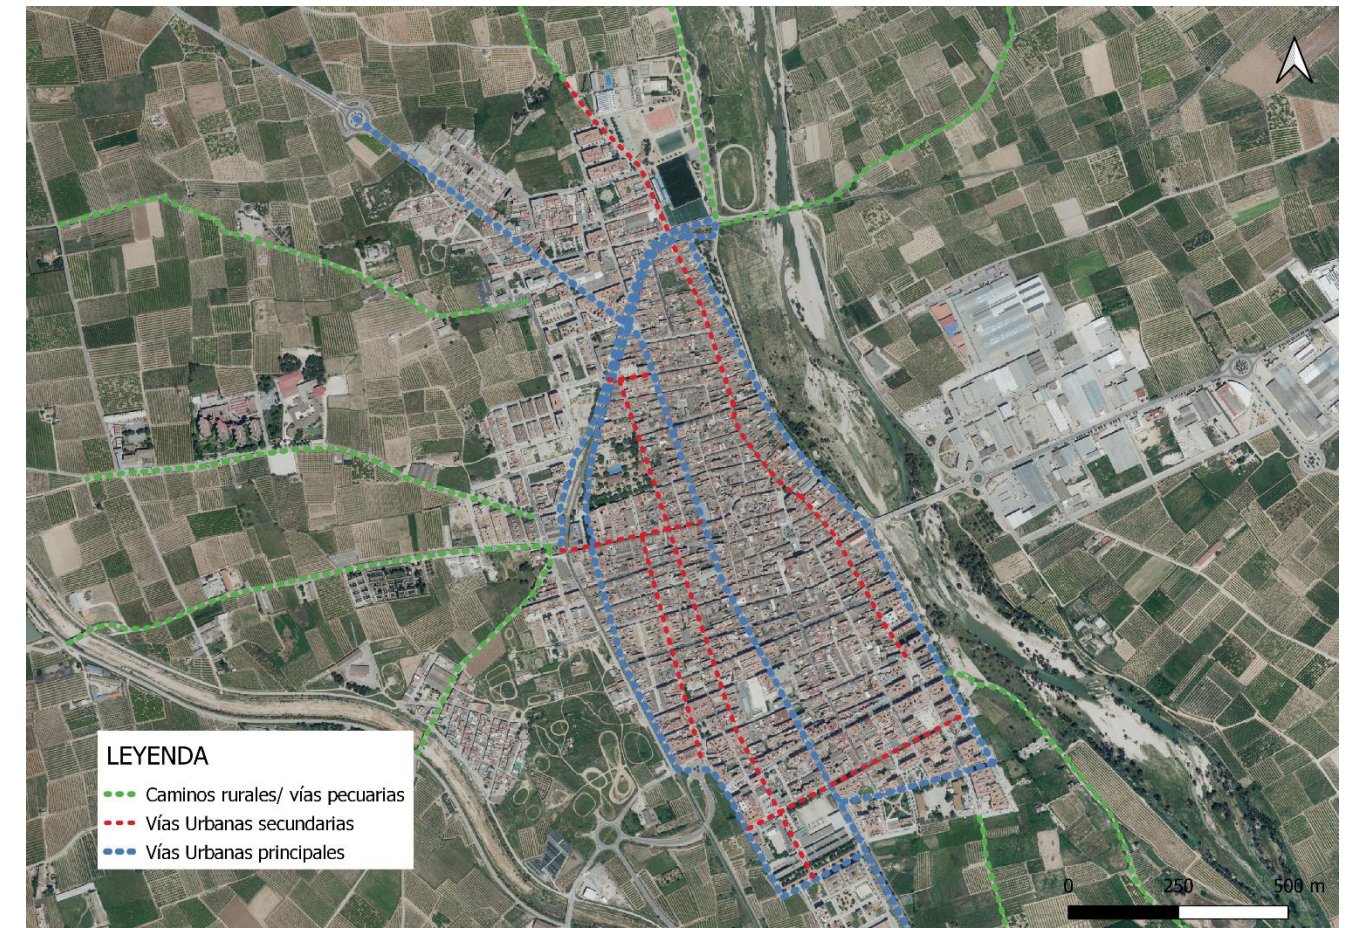 LEYENDA
Caminos rurales/ vías pecuarias
Vías Urbanas secundarias
Vías Urbanas principales
0 250 500 m